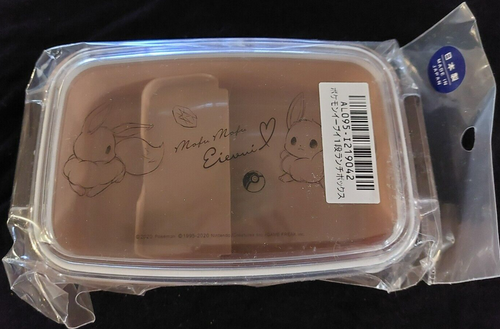 日本製
MADE IN
JAPAN
Mofu Mofu
Eievui
AL095-I219042
ポケモンイーブイ1段ランチボックス